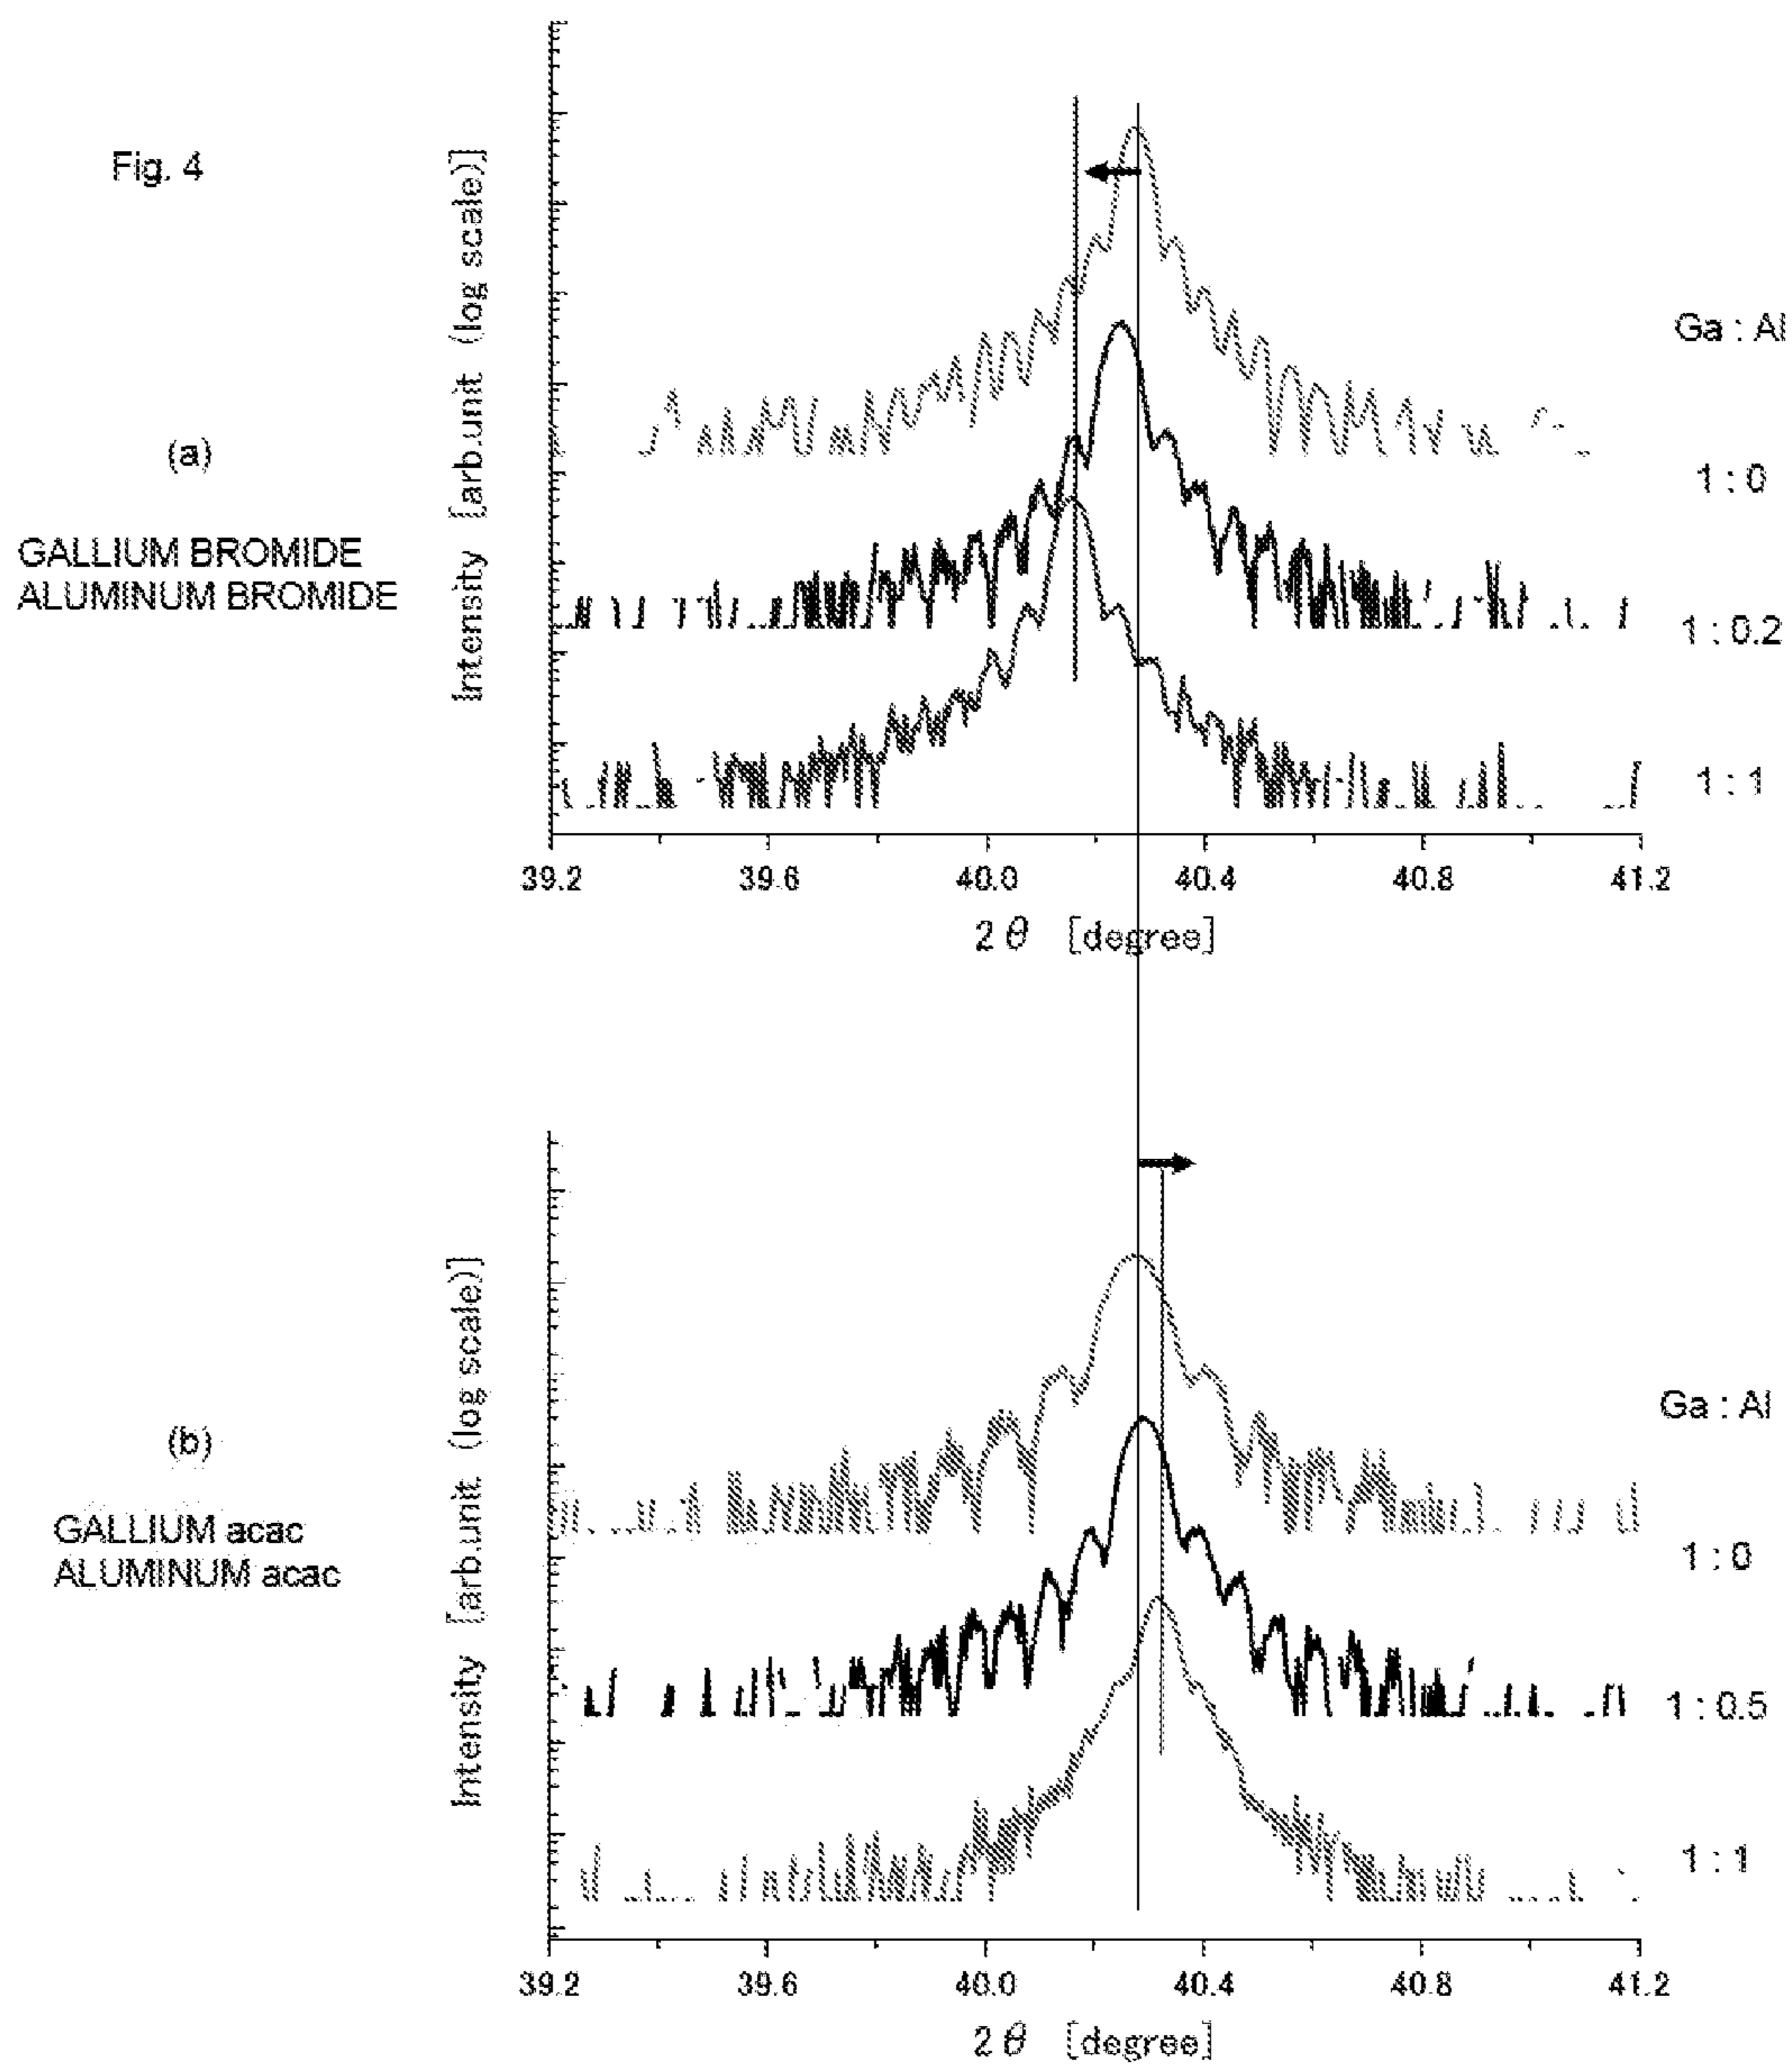 Fig. 4
(a)
GALLIUM BROMIDE
ALUMINUM BROMIDE
Intensity [arb.unit (log scale)]
Ga : Al
1 : 0
1 : 0.2
1 : 1
39.2 39.6 40.0 40.4 40.8 41.2
2θ [degree]
(b)
GALLIUM acac
ALUMINUM acac
Intensity [arb.unit (log scale)]
Ga : Al
1 : 0
1 : 0.5
1 : 1
39.2 39.6 40.0 40.4 40.8 41.2
2θ [degree]